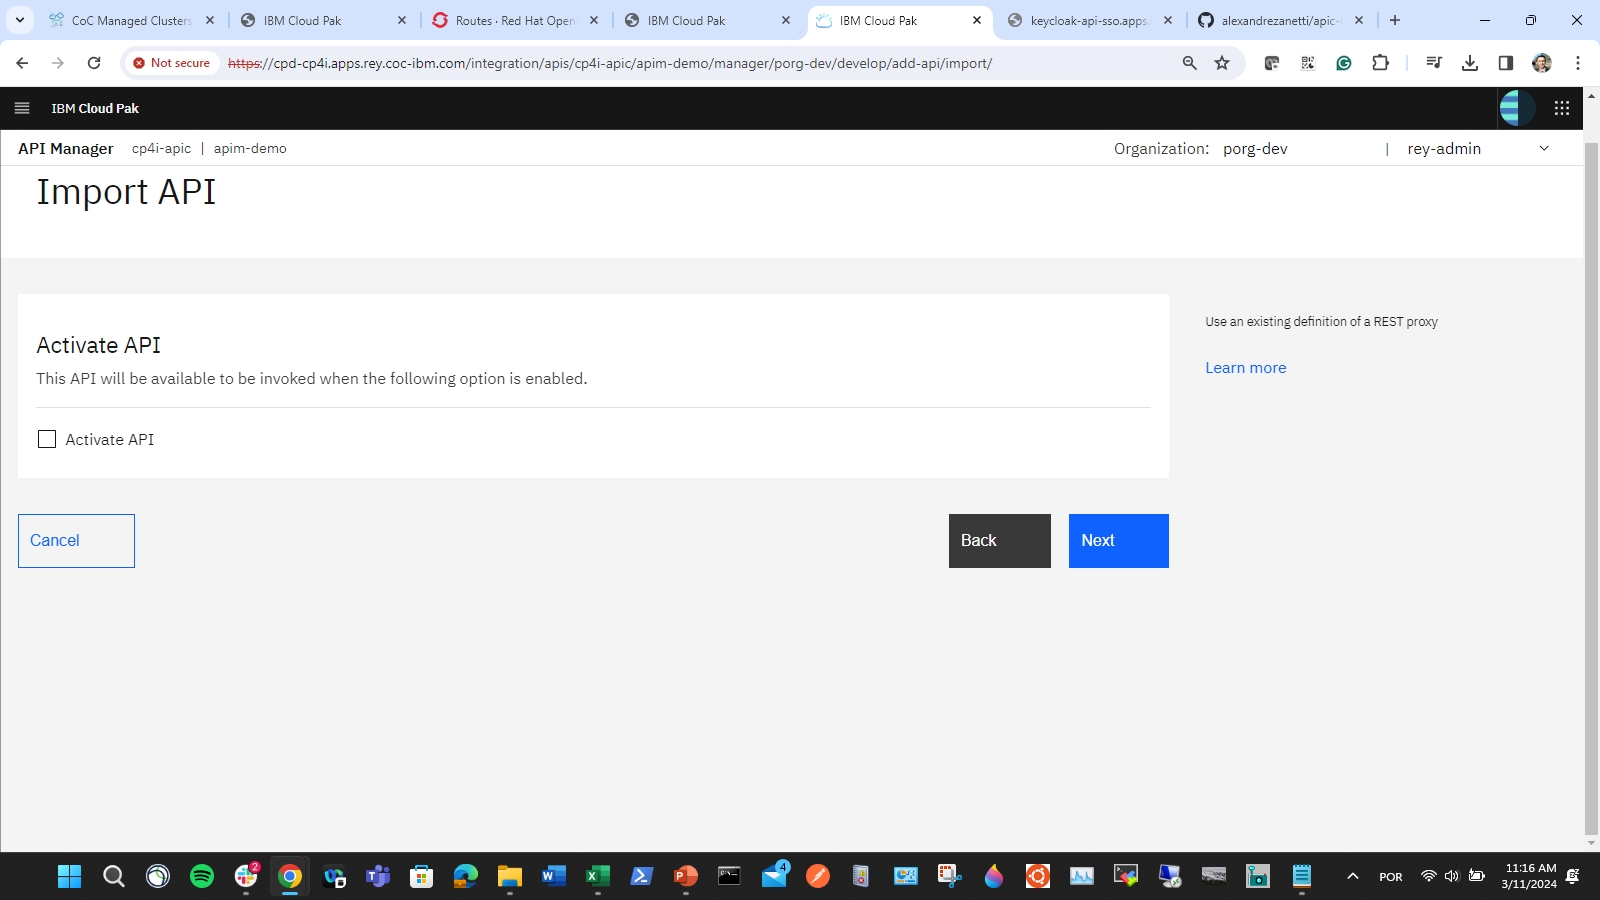 CoC Managed Clusters
IBM Cloud Pak
Routes · Red Hat Open
IBM Cloud Pak
IBM Cloud Pak
keycloak-api-sso.apps.
alexandrezanetti/apic-
Not secure
https://cpd-cp4i.apps.rey.coc-ibm.com/integration/apis/cp4i-apic/apim-demo/manager/porg-dev/develop/add-api/import/
IBM Cloud Pak
API Manager cp4i-apic | apim-demo
Organization: porg-dev | rey-admin
Import API
Activate API
This API will be available to be invoked when the following option is enabled.
Activate API
Use an existing definition of a REST proxy
Learn more
Cancel
Back
Next
2
4
POR
11:16 AM
3/11/2024